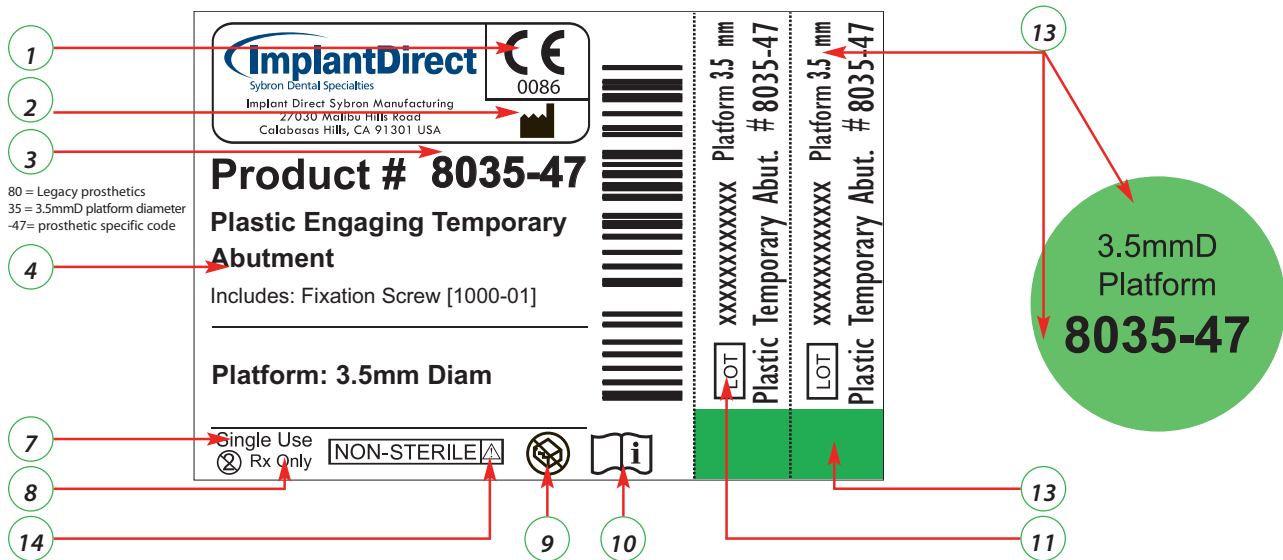 1
2
3
80 = Legacy prosthetics
35 = 3.5mmD platform diameter
-47= prosthetic specific code
4
7
8
14
ImplantDirect
Sybron Dental Specialties
Implant Direct Sybron Manufacturing
27030 Malibu Hills Road
Calabasas Hills, CA 91301 USA
CE
0086
Product # 8035-47
Plastic Engaging Temporary
Abutment
Includes: Fixation Screw [1000-01]
Platform: 3.5mm Diam
Single Use
2 Rx Only
NON-STERILE
i
9
10
LOT xxxxxxxxxxxx Platform 3.5 mm
Plastic Temporary Abut. # 8035-47
LOT xxxxxxxxxxxx Platform 3.5 mm
Plastic Temporary Abut. # 8035-47
13
3.5mmD
Platform
8035-47
13
11